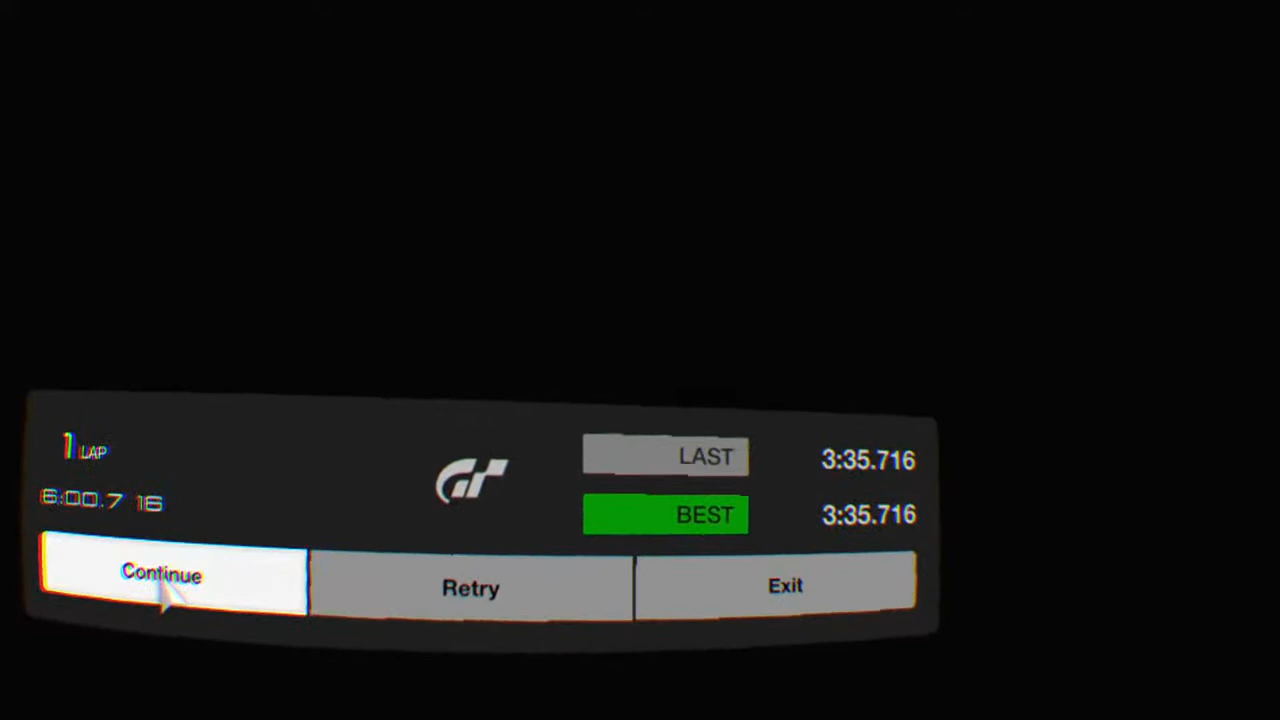 1 LAP
6:00.716
LAST 3:35.716
BEST 3:35.716
Continue Retry Exit